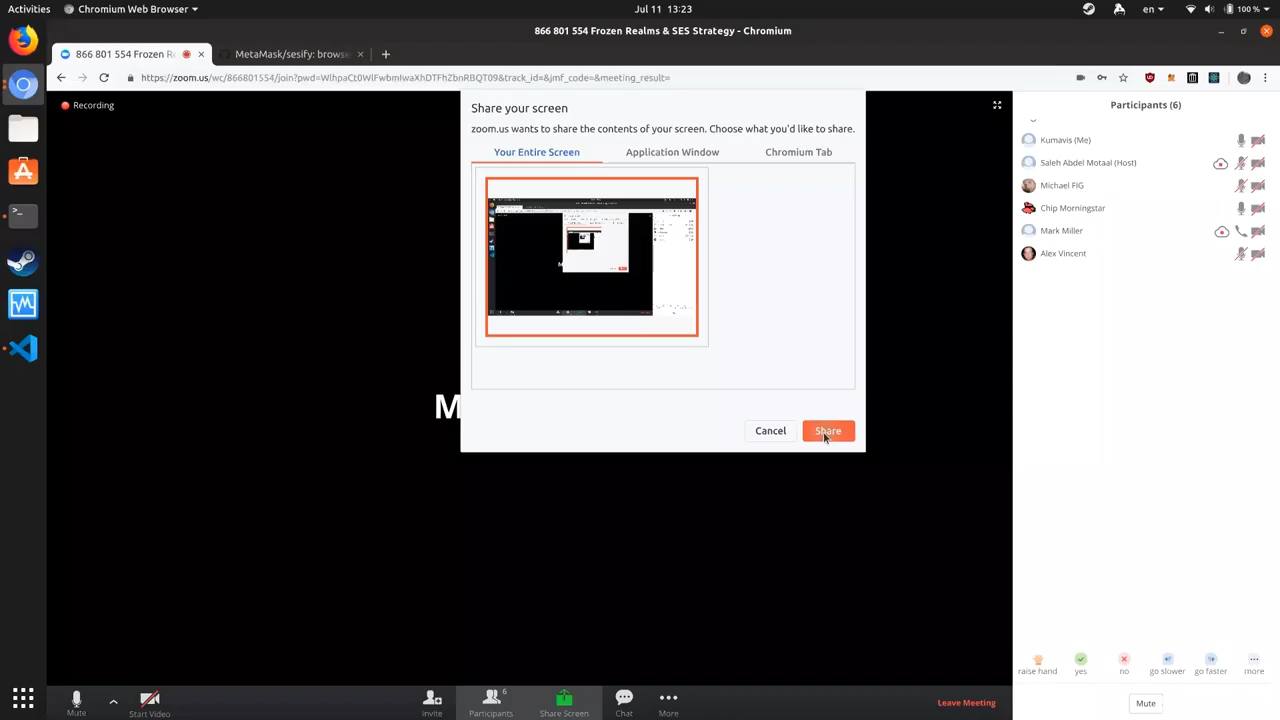 Activities
Chromium Web Browser
Jul 11 13:23
en
100 %
866 801 554 Frozen Realms & SES Strategy - Chromium
866 801 554 Frozen R
MetaMask/sesify: browse
https://zoom.us/wc/866801554/join?pwd=WlhpaCt0WlFwbmIwaXhDTFhZbnRBQT09&track_id=&jmf_code=&meeting_result=
Recording
Share your screen
zoom.us wants to share the contents of your screen. Choose what you'd like to share.
Your Entire Screen
Application Window
Chromium Tab
Cancel
Share
M
Participants (6)
Kumavis (Me)
Saleh Abdel Motaal (Host)
Michael FIG
Chip Morningstar
Mark Miller
Alex Vincent
raise hand
yes
no
go slower
go faster
more
Mute
Start Video
Invite
6
Participants
Share Screen
Chat
More
Leave Meeting
Mute